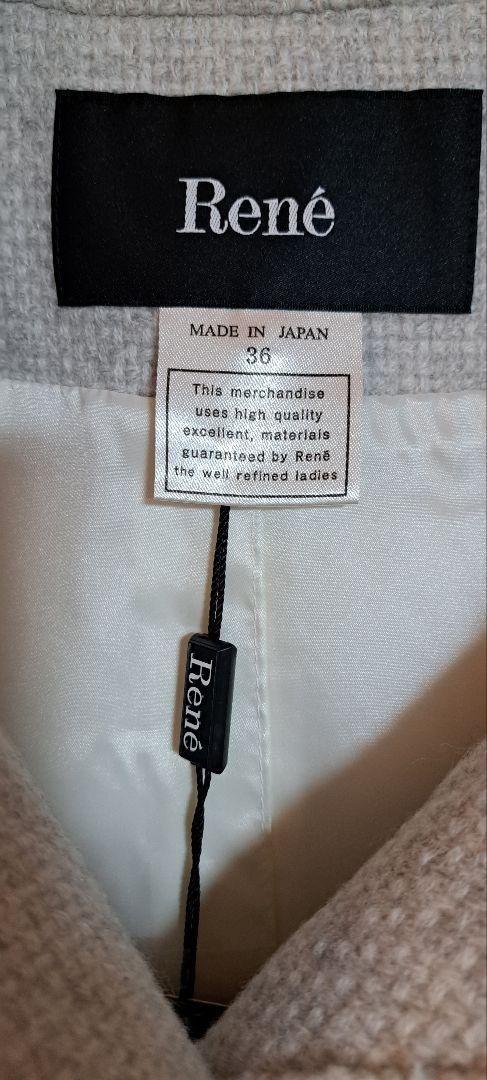 René
MADE IN JAPAN
36
This merchandise
uses high quality
excellent, materials
guaranteed by René
the well refined ladies
René